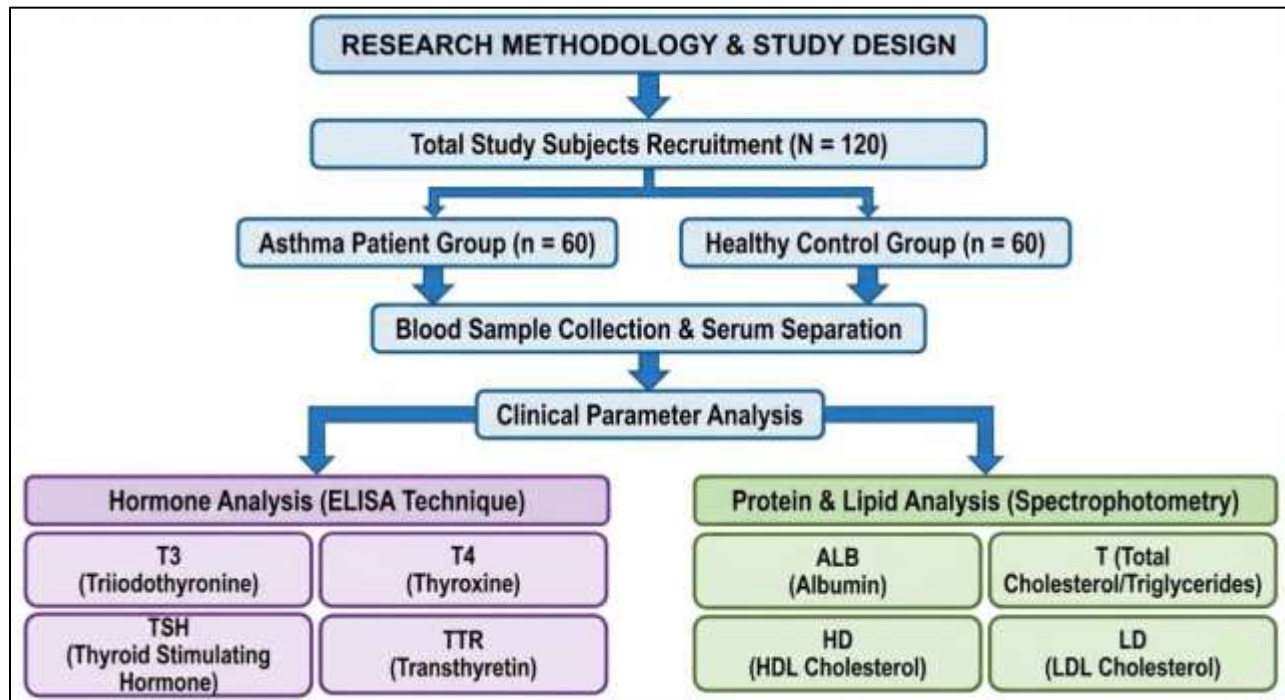 RESEARCH METHODOLOGY & STUDY DESIGN
Total Study Subjects Recruitment (N = 120)
Asthma Patient Group (n = 60)
Healthy Control Group (n = 60)
Blood Sample Collection & Serum Separation
Clinical Parameter Analysis
Hormone Analysis (ELISA Technique)
T3
(Triiodothyronine)
T4
(Thyroxine)
TSH
(Thyroid Stimulating
Hormone)
TTR
(Transthyretin)
Protein & Lipid Analysis (Spectrophotometry)
ALB
(Albumin)
T (Total
Cholesterol/Triglycerides)
HD
(HDL Cholesterol)
LD
(LDL Cholesterol)